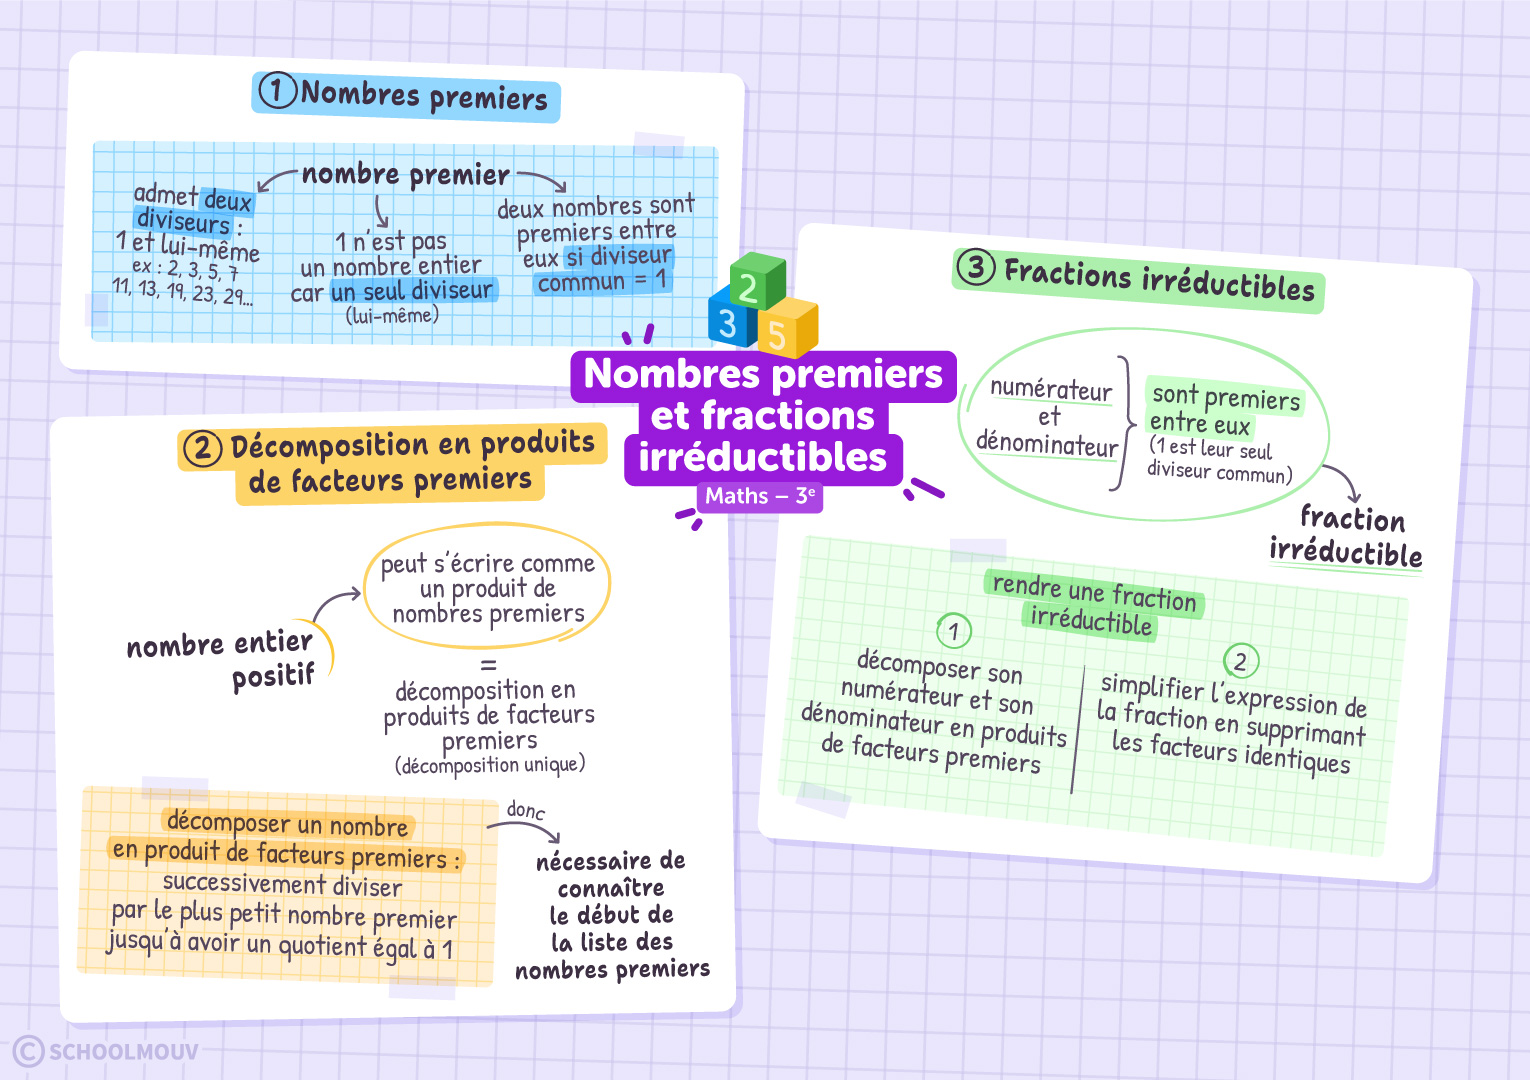 1 Nombres premiers
nombre premier
admet deux
diviseurs :
1 et lui-même
ex : 2, 3, 5, 7
11, 13, 19, 23, 29...
1 n'est pas
un nombre entier
car un seul diviseur
(lui-même)
deux nombres sont
premiers entre
eux si diviseur
commun = 1
2
3
5
Nombres premiers
et fractions
irréductibles
Maths – 3e
2 Décomposition en produits
de facteurs premiers
nombre entier
positif
peut s'écrire comme
un produit de
nombres premiers
=
décomposition en
produits de facteurs
premiers
(décomposition unique)
décomposer un nombre
en produit de facteurs premiers :
successivement diviser
par le plus petit nombre premier
jusqu'à avoir un quotient égal à 1
donc
nécessaire de
connaître
le début de
la liste des
nombres premiers
3 Fractions irréductibles
numérateur
et
dénominateur
sont premiers
entre eux
(1 est leur seul
diviseur commun)
fraction
irréductible
rendre une fraction
irréductible
1
décomposer son
numérateur et son
dénominateur en produits
de facteurs premiers
2
simplifier l'expression de
la fraction en supprimant
les facteurs identiques
© SCHOOLMOUV